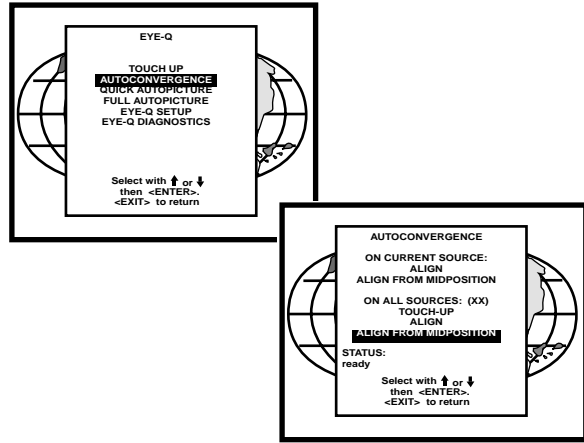 EYE-Q
TOUCH UP
AUTOCONVERGENCE
QUICK AUTOPICTURE
FULL AUTOPICTURE
EYE-Q SETUP
EYE-Q DIAGNOSTICS
Select with ⬆ or ⬇
then <ENTER>.
<EXIT> to return
AUTOCONVERGENCE
ON CURRENT SOURCE:
ALIGN
ALIGN FROM MIDPOSITION
ON ALL SOURCES: (XX)
TOUCH-UP
ALIGN
ALIGN FROM MIDPOSITION
STATUS:
ready
Select with ⬆ or ⬇
then <ENTER>.
<EXIT> to return